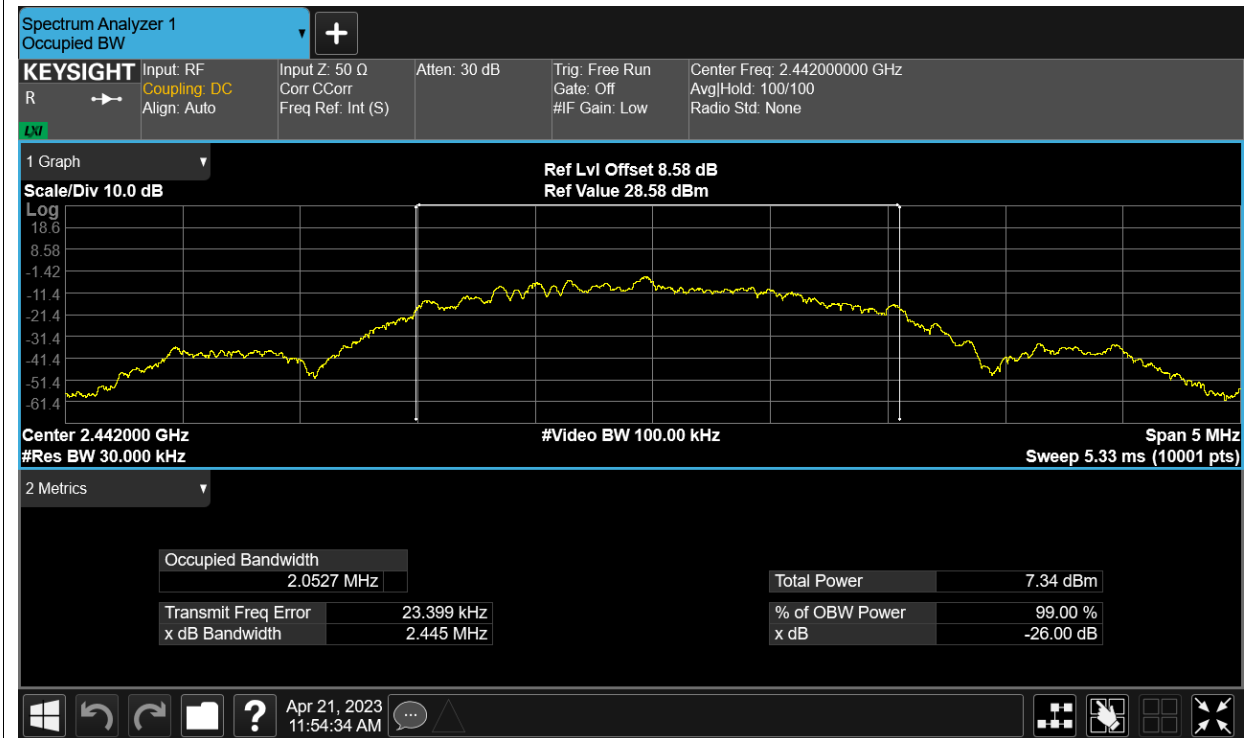 Spectrum Analyzer 1
Occupied BW
KEYSIGHT
R
LXI
Input: RF
Coupling: DC
Align: Auto
Input Z: 50 Ω
Corr CCorr
Freq Ref: Int (S)
Atten: 30 dB
Trig: Free Run
Gate: Off
#IF Gain: Low
Center Freq: 2.442000000 GHz
Avg|Hold: 100/100
Radio Std: None
1 Graph
Scale/Div 10.0 dB
Ref Lvl Offset 8.58 dB
Ref Value 28.58 dBm
Log
18.6
8.58
-1.42
-11.4
-21.4
-31.4
-41.4
-51.4
-61.4
Center 2.442000 GHz
#Video BW 100.00 kHz
Span 5 MHz
#Res BW 30.000 kHz
Sweep 5.33 ms (10001 pts)
2 Metrics
Occupied Bandwidth
2.0527 MHz
Total Power 7.34 dBm
Transmit Freq Error 23.399 kHz
% of OBW Power 99.00 %
x dB Bandwidth 2.445 MHz
x dB -26.00 dB
?
Apr 21, 2023
11:54:34 AM